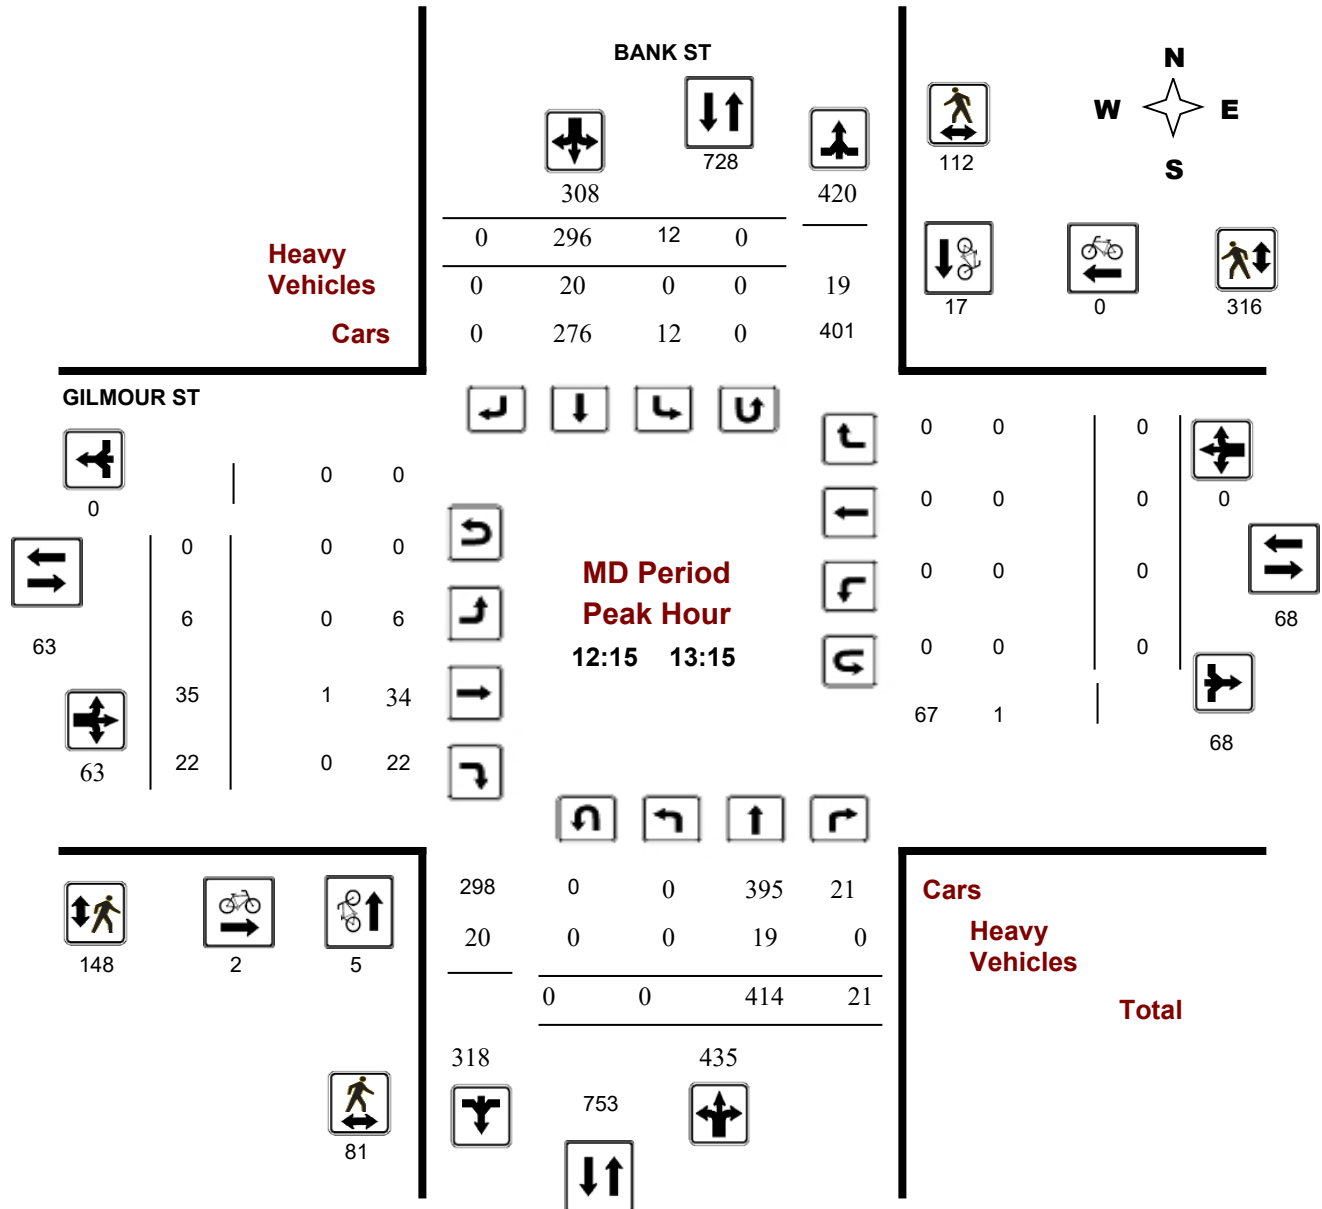 BANK ST
N
W E
S
728
308
420
112
0 296 12 0
Heavy
Vehicles
0 20 0 0 19
17 0 316
Cars
0 276 12 0 401
GILMOUR ST
0 0 0
0 0
0
0 0 0 0
0 0 0
MD Period
Peak Hour
0 0 0
6 0 6
68
63
12:15 13:15
0 0 0
35 1 34
67 1
68
63
22 0 22
298 0 0 395 21
Cars
20 0 0 19 0
Heavy
Vehicles
148 2 5
0 0 414 21
Total
318
435
753
81